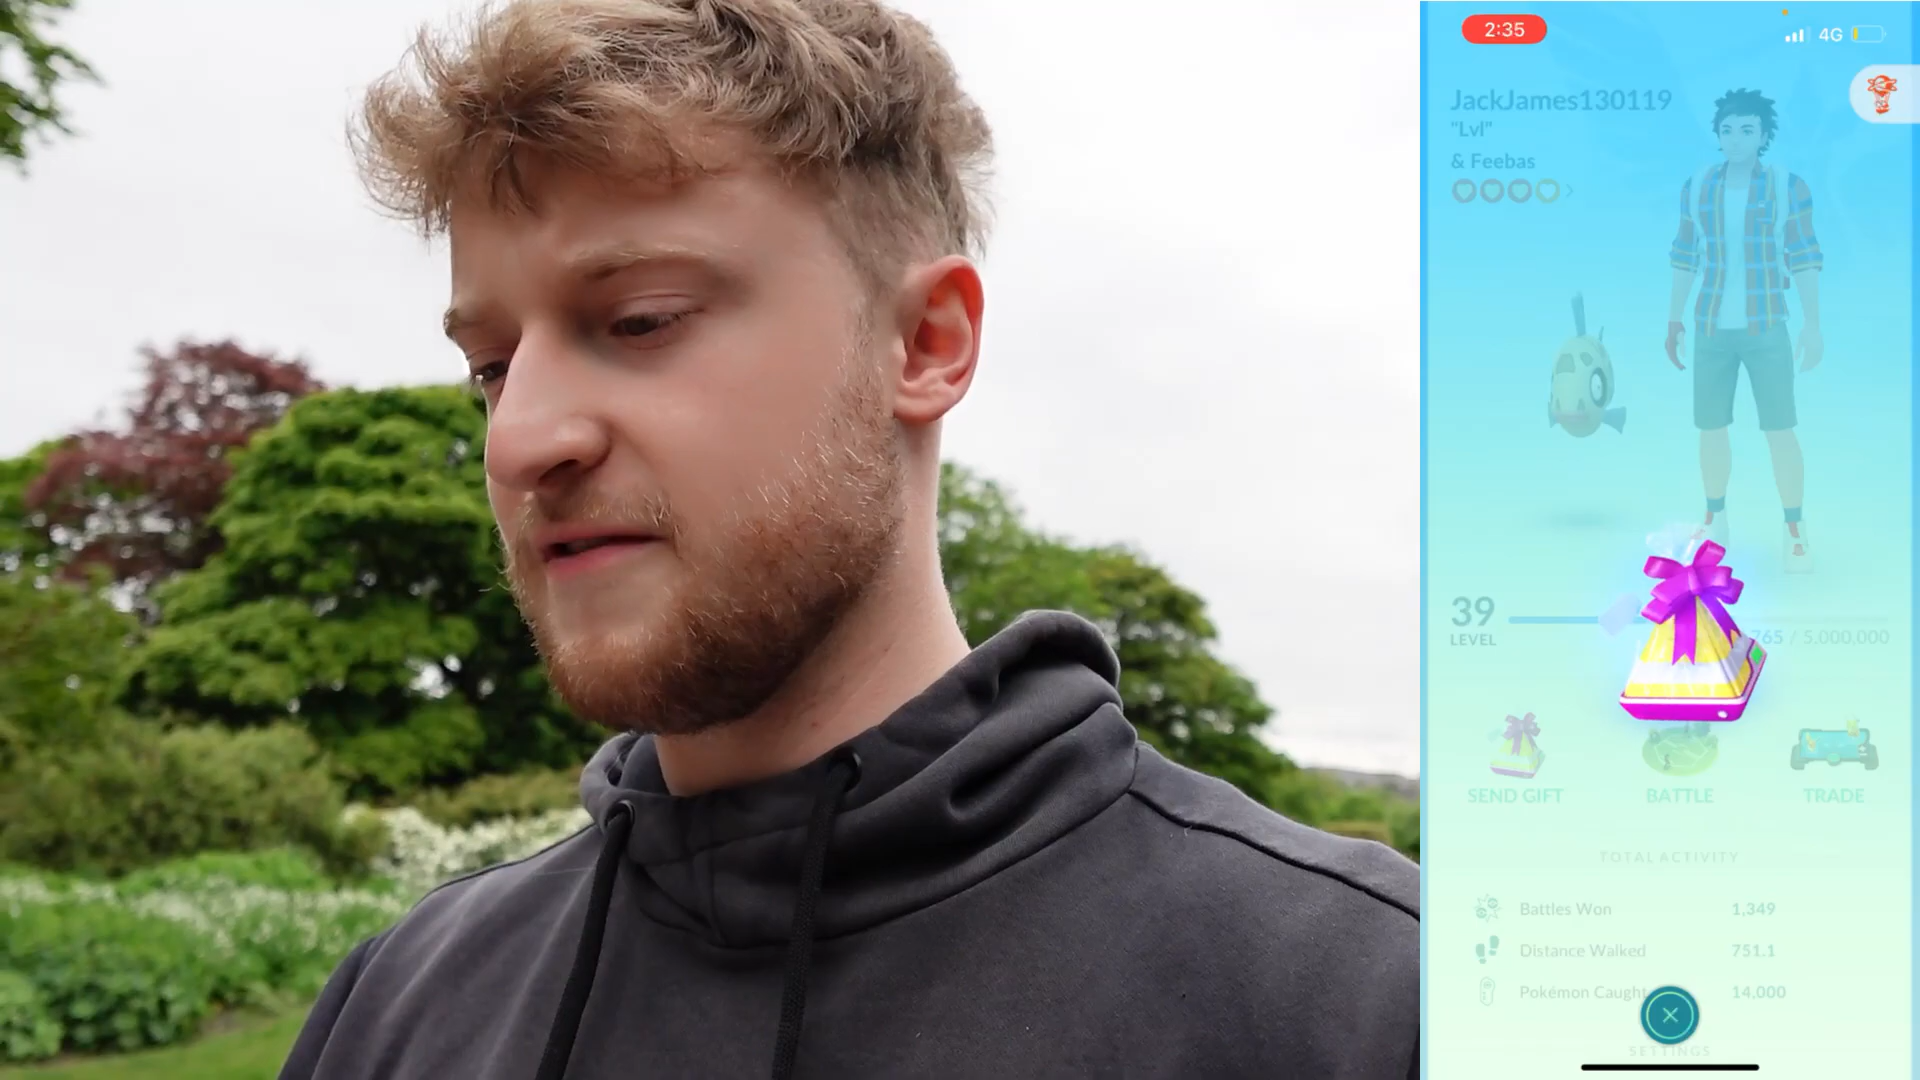 2:35
4G
JackJames130119
"Lvl"
& Feebas
39
LEVEL
765 / 5,000,000
SEND GIFT
BATTLE
TRADE
TOTAL ACTIVITY
Battles Won 1,349
Distance Walked 751.1
Pokémon Caught 14,000
SETTINGS